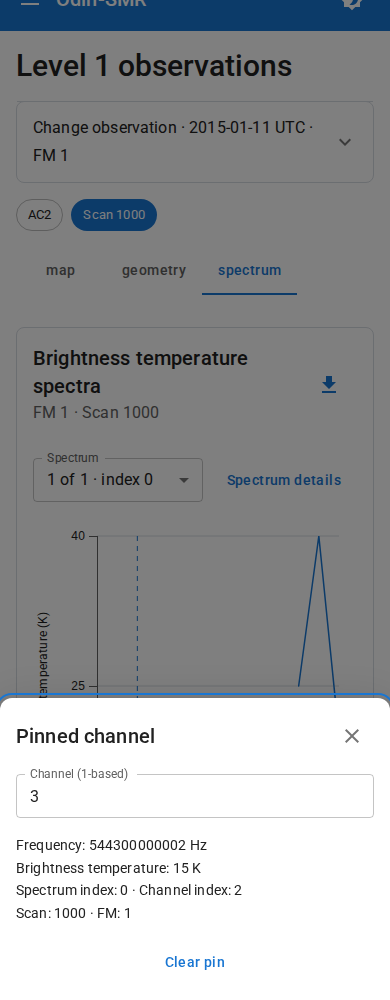 Odin-SMR
Level 1 observations
Change observation · 2015-01-11 UTC ·
FM 1
AC2
Scan 1000
map
geometry
spectrum
Brightness temperature
spectra
FM 1 · Scan 1000
Spectrum
1 of 1 · index 0
Spectrum details
40
25
temperature (K)
Pinned channel
Channel (1-based)
3
Frequency: 544300000002 Hz
Brightness temperature: 15 K
Spectrum index: 0 · Channel index: 2
Scan: 1000 · FM: 1
Clear pin